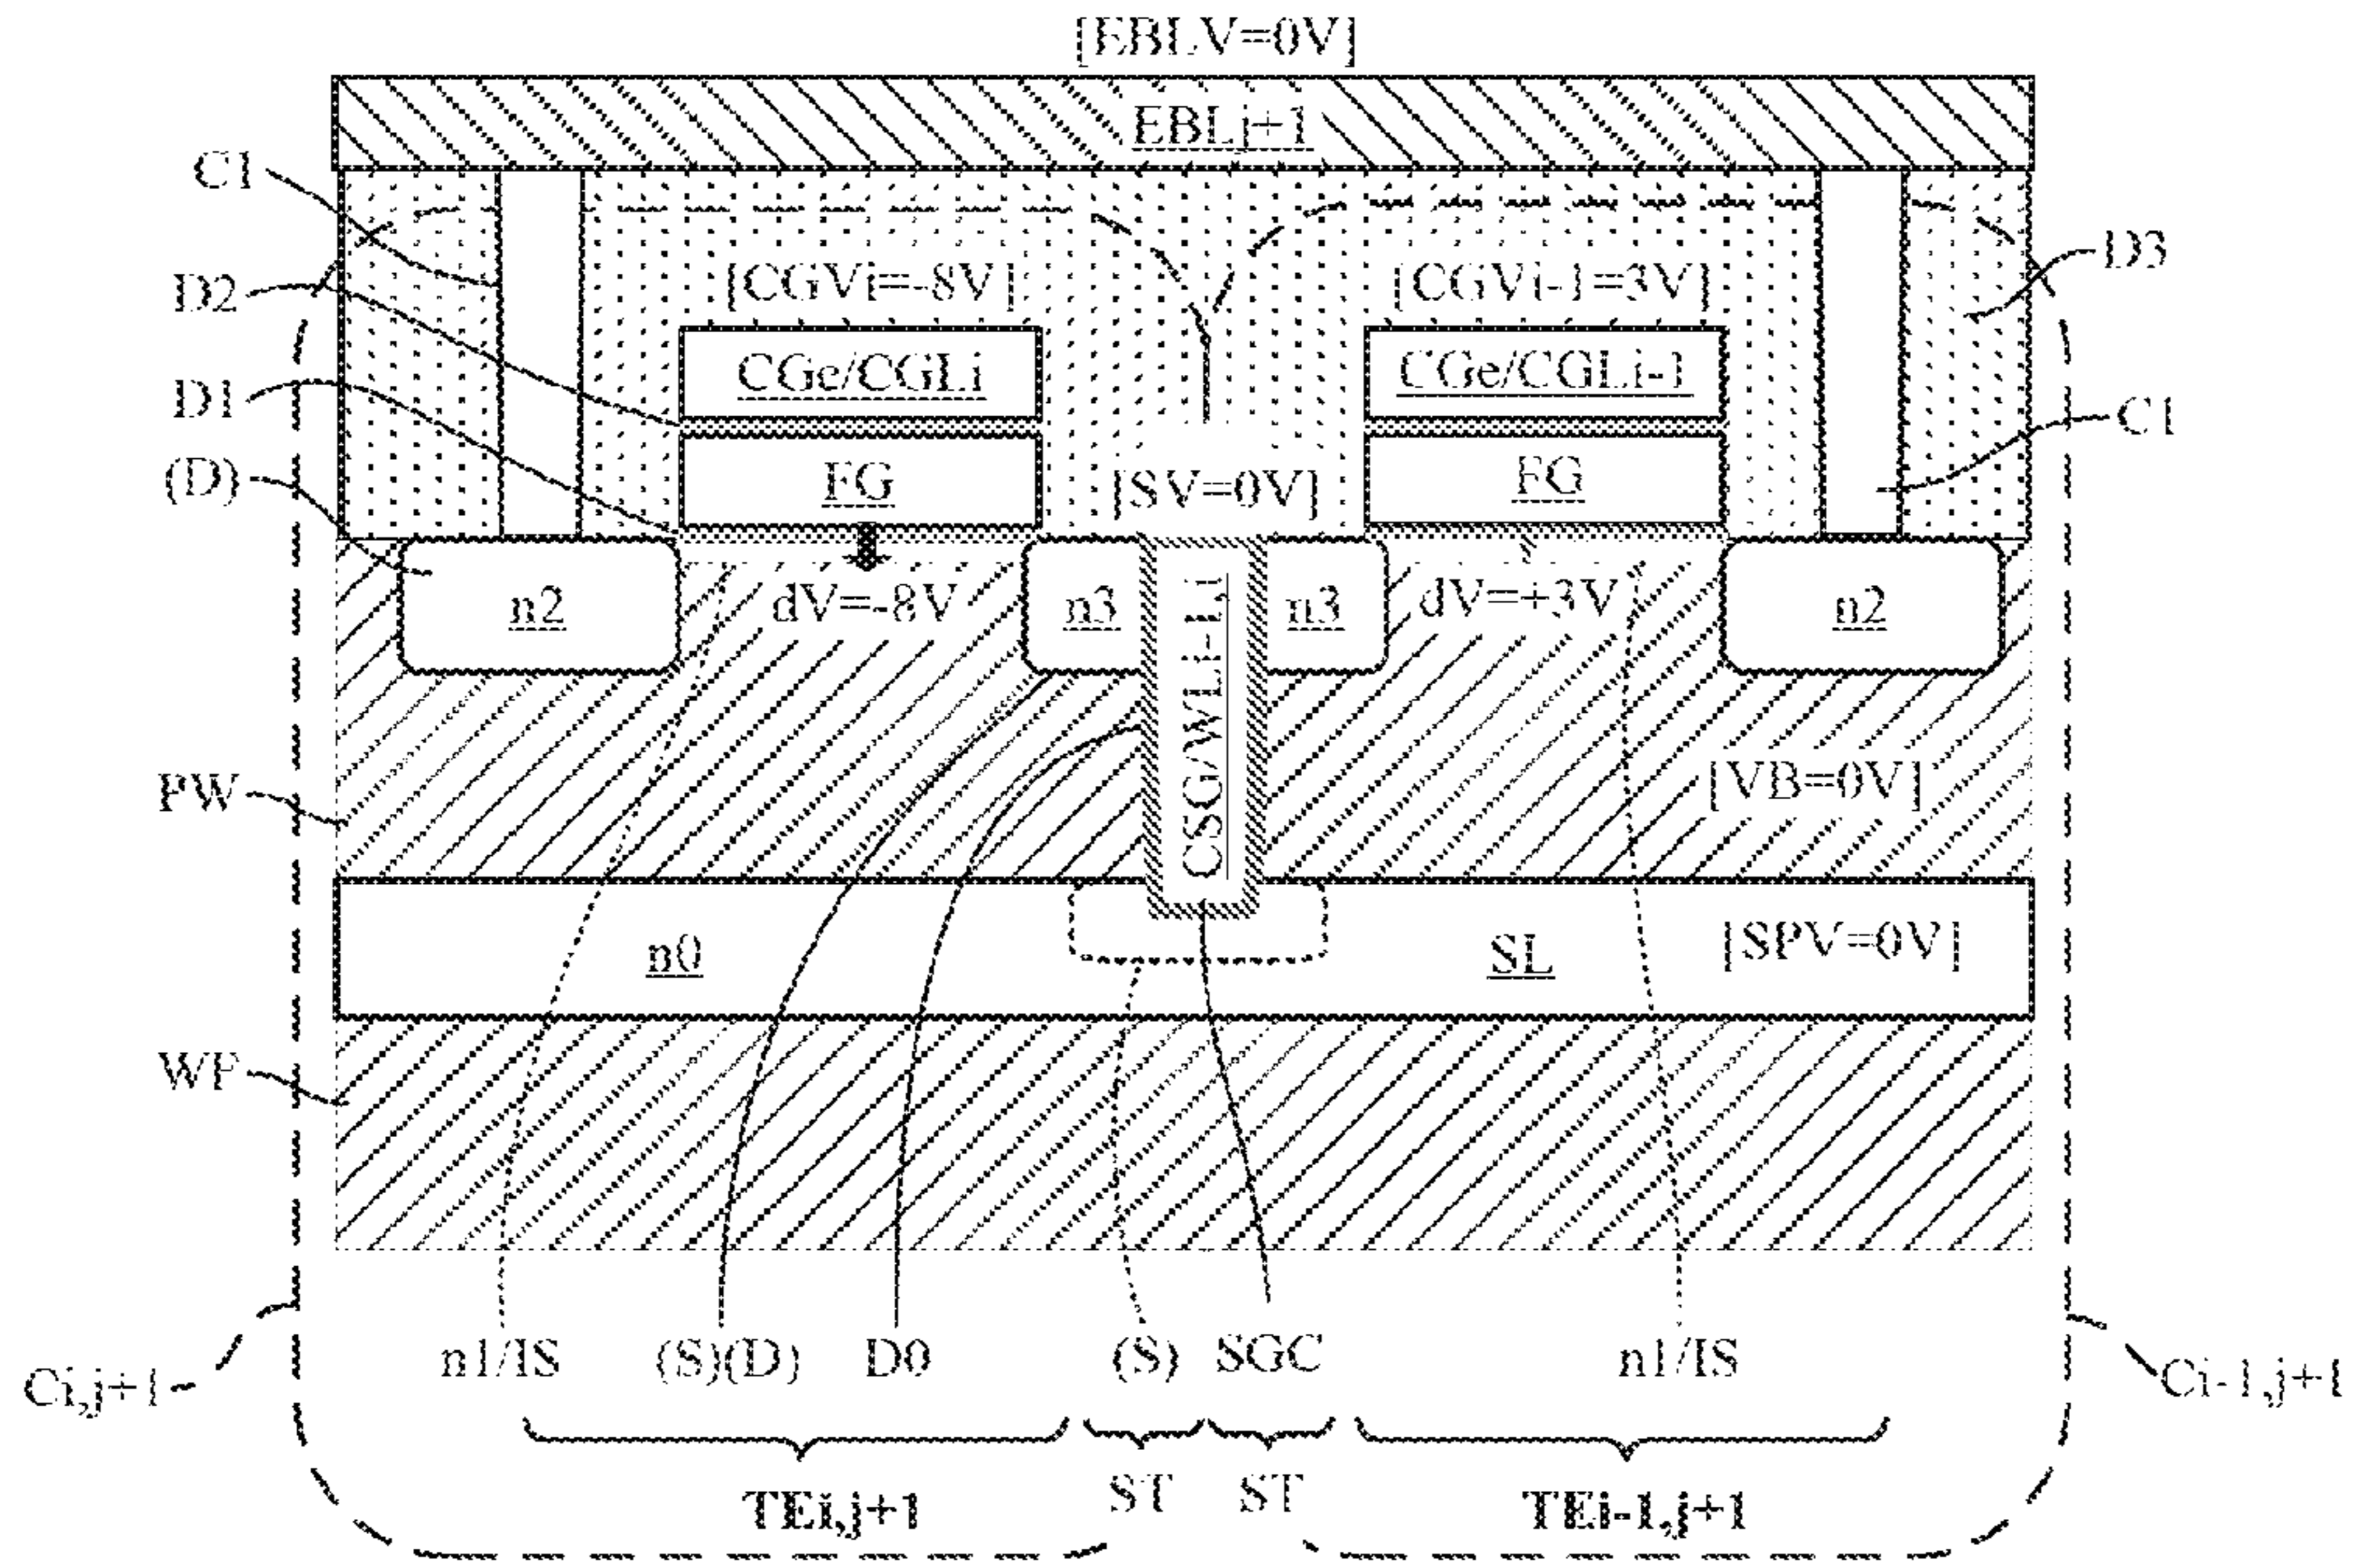 [EBLV=0V]
EBLj+1
C1
D3
D2
[CGVi=-8V]
[CGVi-1=3V]
CGe/CGLi
CGe/CGLi-1
D1
C1
(D)
FG
[SV=0V]
FG
n2
dV=-8V
n3
CSG/WLi-1,i
n3
dV=+3V
n2
PW
[VB=0V]
n0
SL
[SPV=0V]
WF
n1/IS
(S)(D)
D0
(S)
SGC
n1/IS
Ci,j+1
Ci-1,j+1
TEi,j+1
ST
ST
TEi-1,j+1